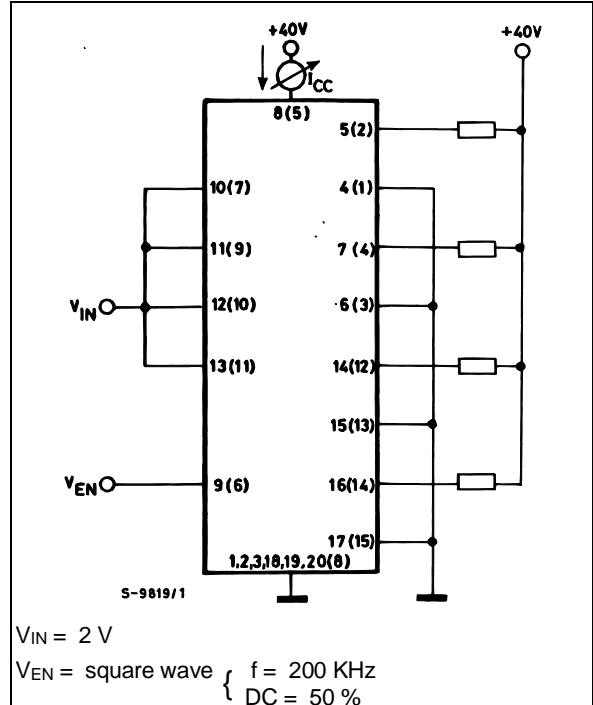 +40V
+40V
I_CC
8(5)
5(2)
10(7)
4(1)
11(9)
7(4)
V_IN
12(10)
6(3)
13(11)
14(12)
15(13)
V_EN
9(6)
16(14)
17(15)
1,2,3,18,19,20(8)
S-9819/1
V_IN = 2 V
V_EN = square wave { f = 200 KHz
DC = 50 %